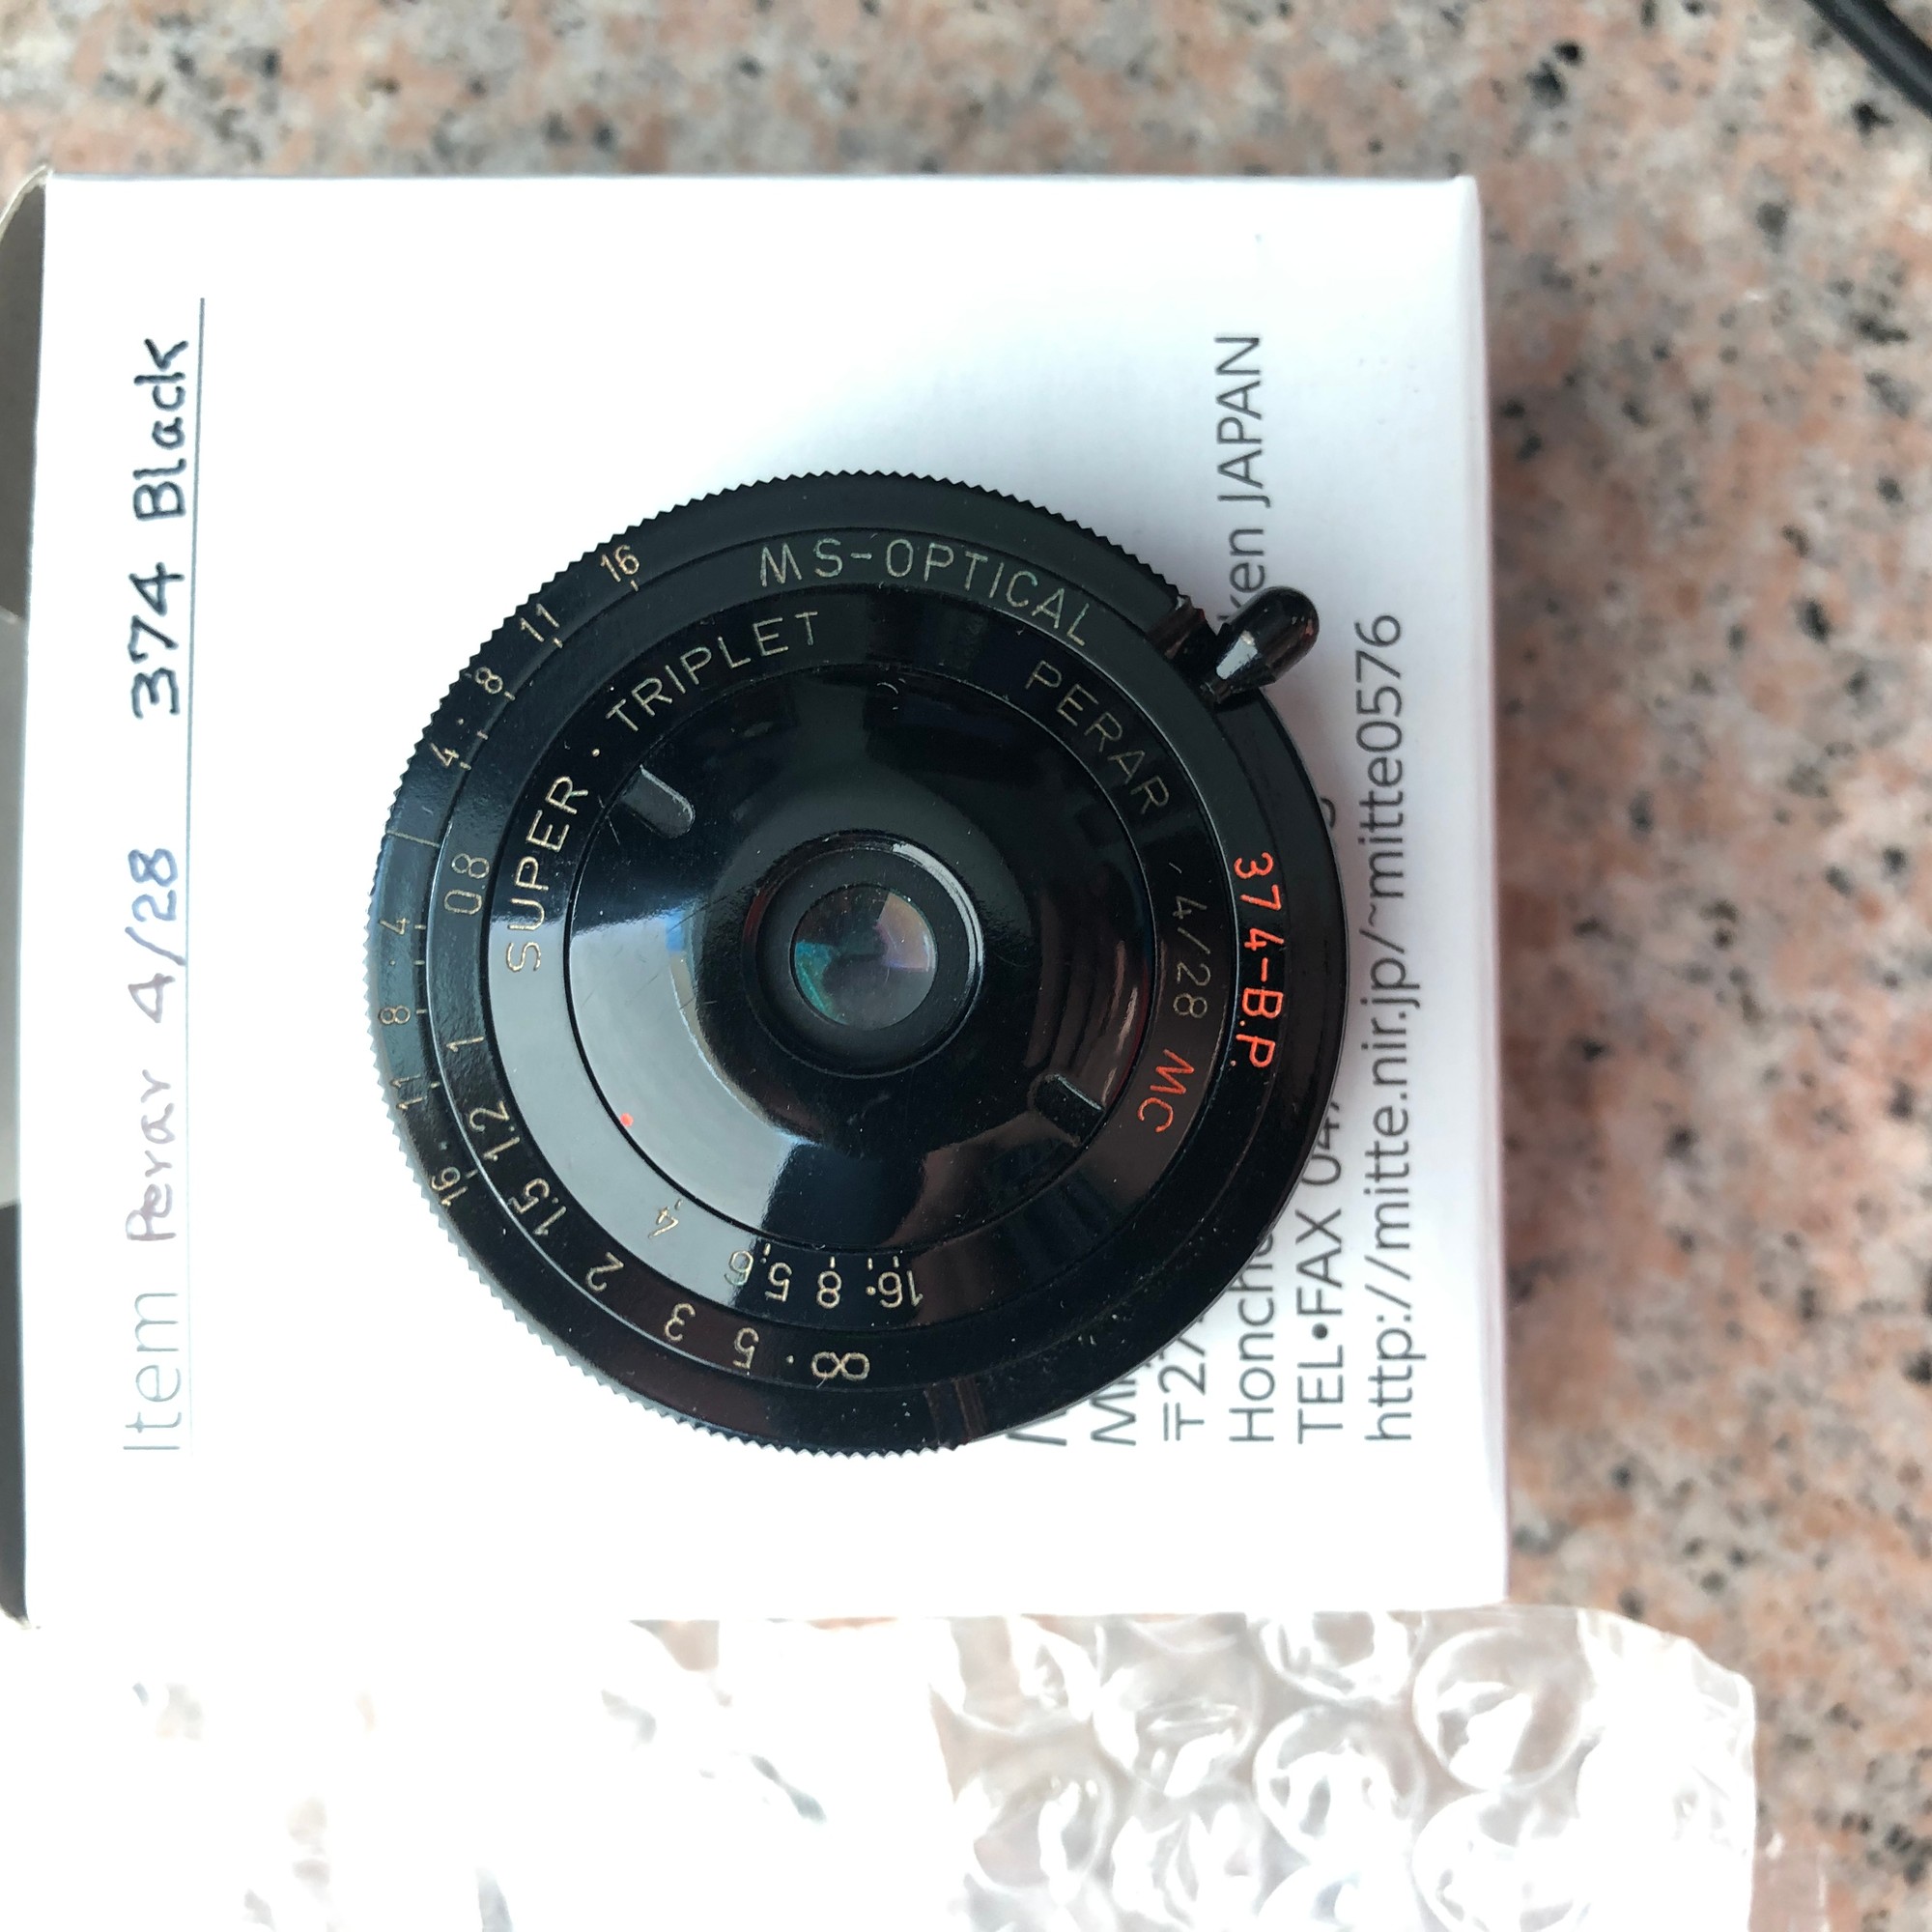 Item Perar 4/28 374 Black
MS-OPTICAL
SUPER · TRIPLET PERAR 4/28 MC
374-B.P.
16 11 8 · 4 4 8 11 16
0.8 1 1.2 1.5 2 3 5 · ∞
4 5.6 8 · 16
JAPAN
TEL•FAX
http://mitte.nir.jp/~mitte0576